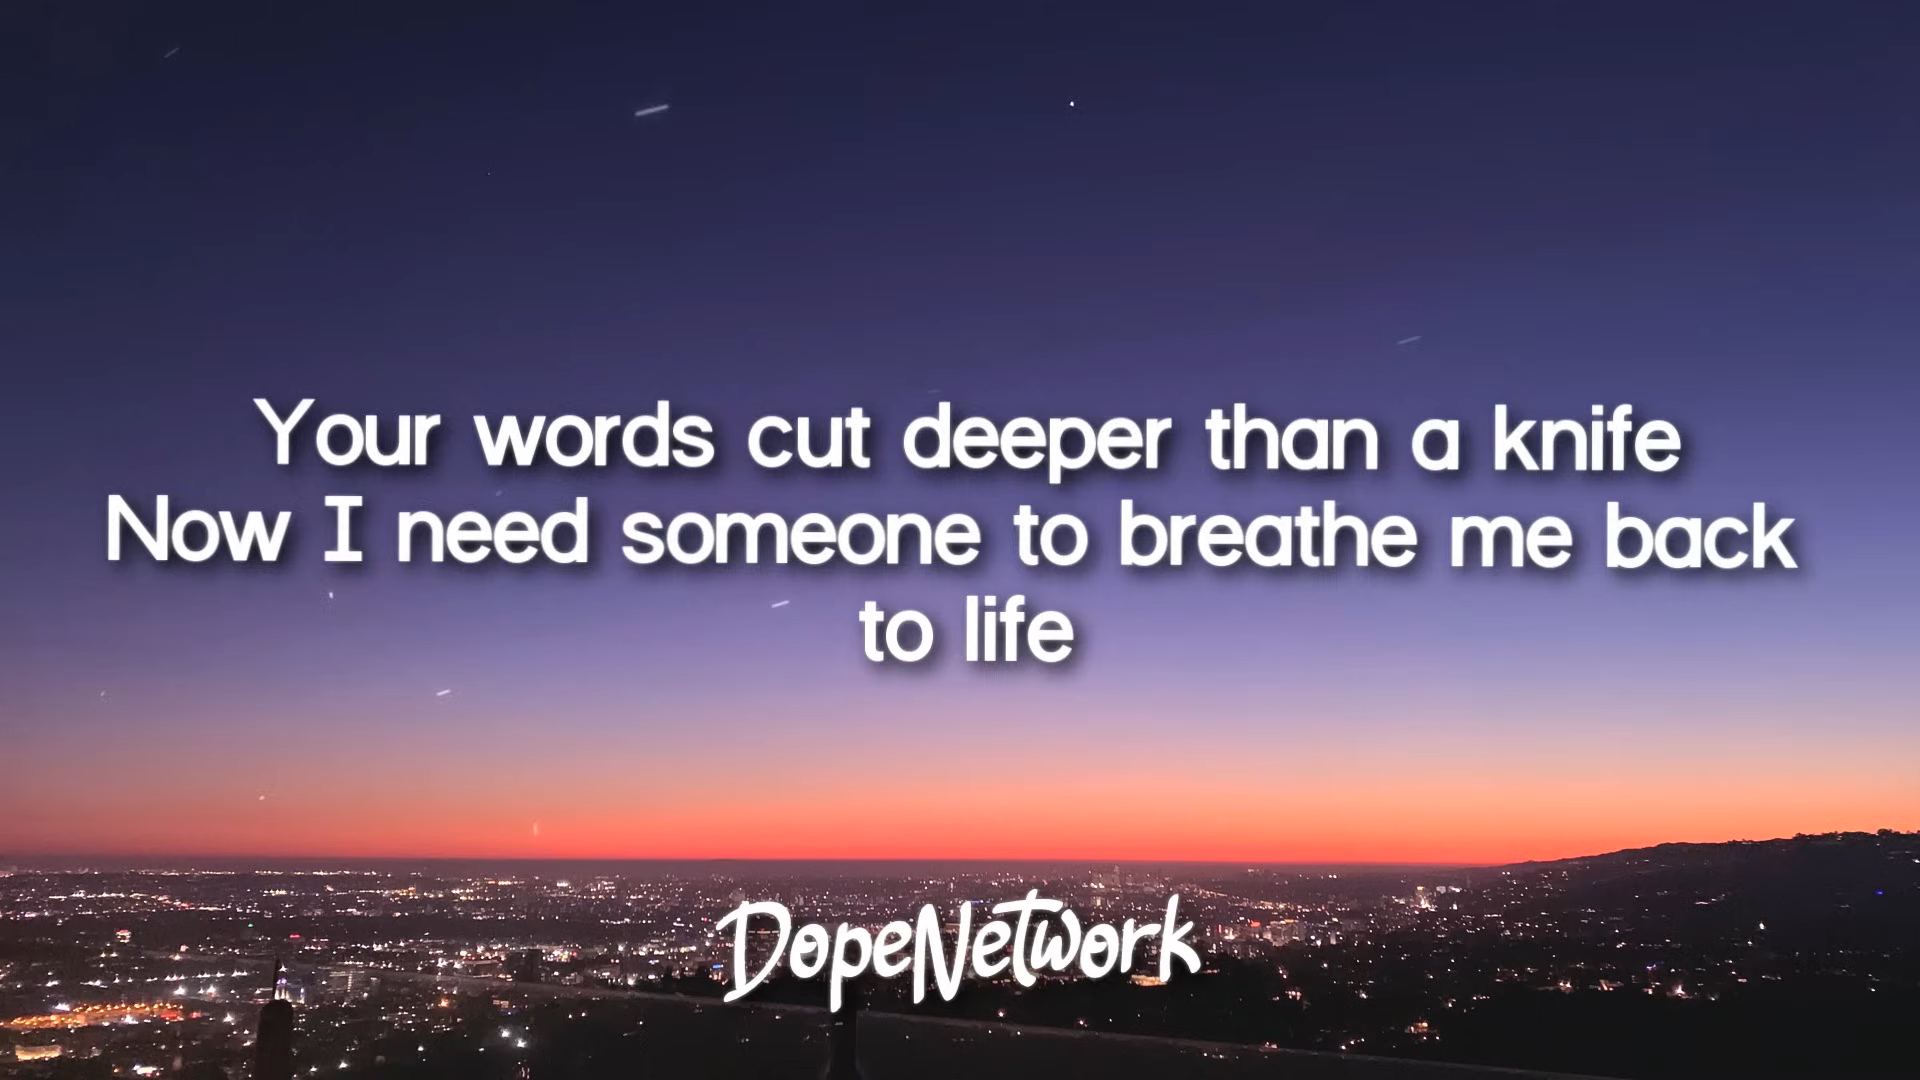 Your words cut deeper than a knife
Now I need someone to breathe me back
to life
DopeNetwork